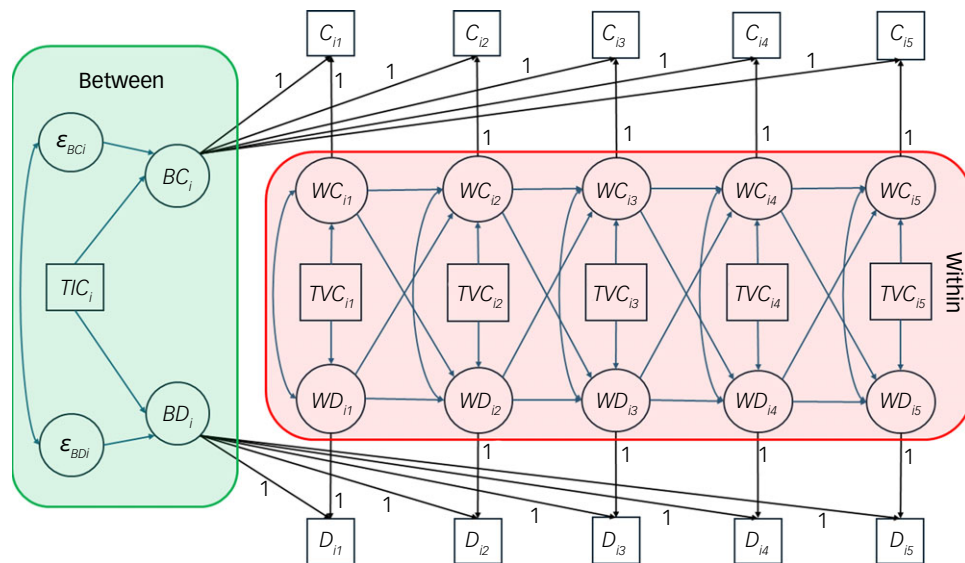 C_i1 C_i2 C_i3 C_i4 C_i5
1 1 1 1 1 1
Between
1 1 1 1
ε_BCi
BC_i
WC_i1 WC_i2 WC_i3 WC_i4 WC_i5
TIC_i
TVC_i1 TVC_i2 TVC_i3 TVC_i4 TVC_i5
Within
BD_i
WD_i1 WD_i2 WD_i3 WD_i4 WD_i5
ε_BDi
1 1 1 1
1 1 1 1 1 1
D_i1 D_i2 D_i3 D_i4 D_i5